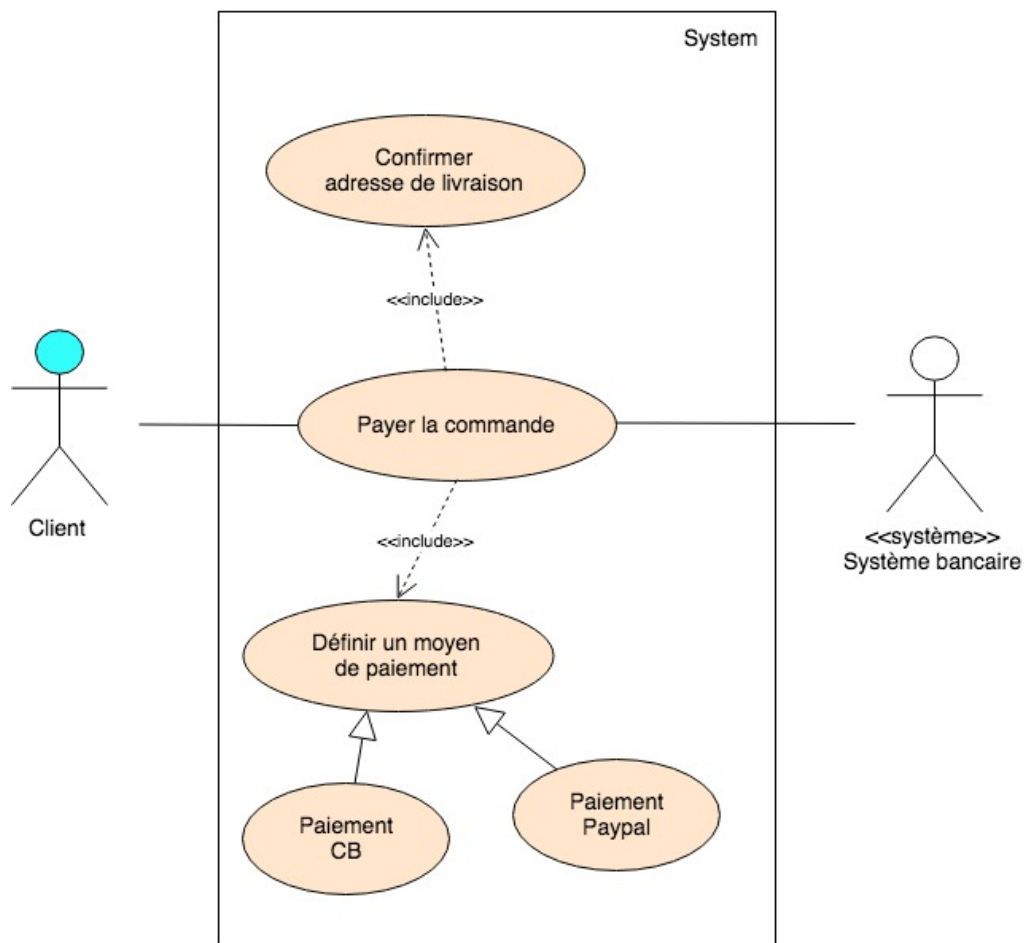 System
Confirmer
adresse de livraison
<<include>>
Payer la commande
Client
<<include>>
<<système>>
Système bancaire
Définir un moyen
de paiement
Paiement
CB
Paiement
Paypal